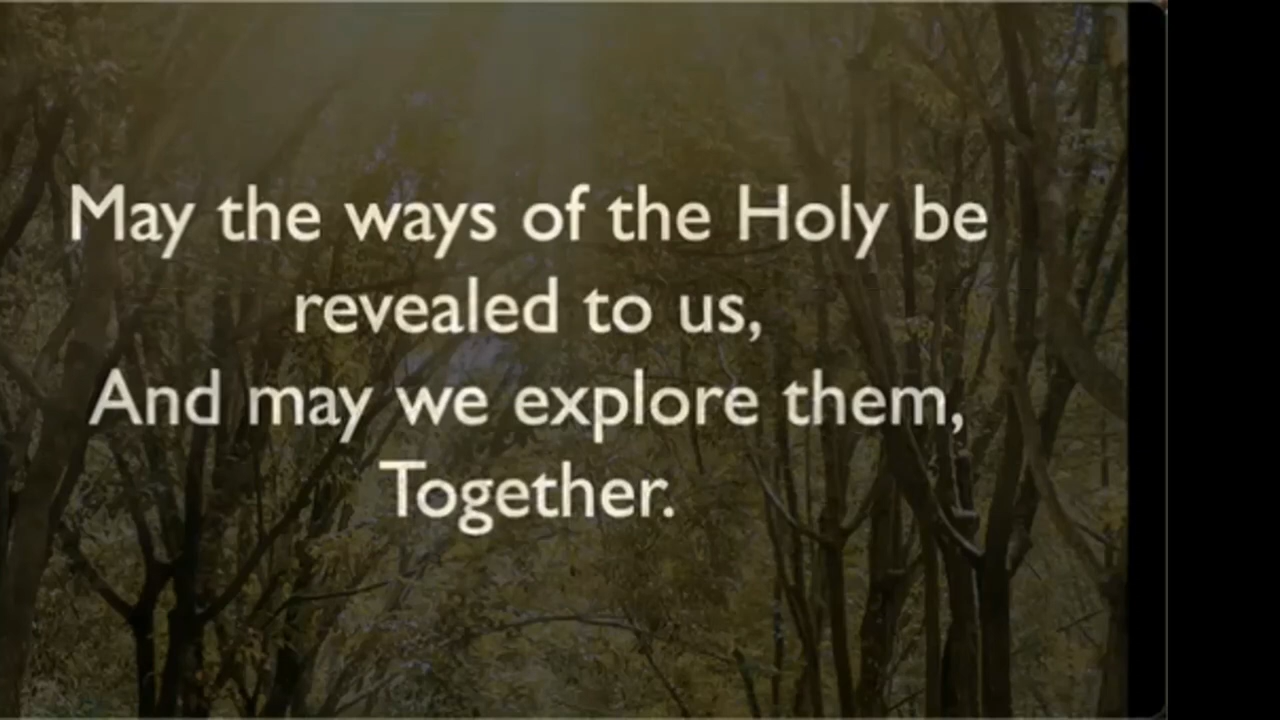 May the ways of the Holy be
revealed to us,
And may we explore them,
Together.